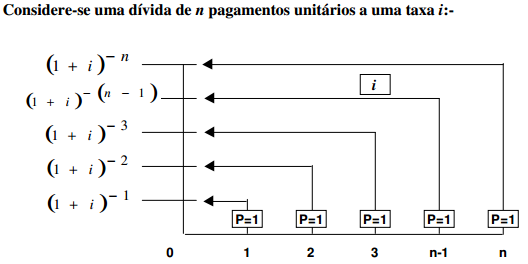 Considere-se uma dívida de n pagamentos unitários a uma taxa i:-
(1 + i)^- n
i
(1 + i)^- (n - 1)
(1 + i)^- 3
(1 + i)^- 2
(1 + i)^- 1
P=1 P=1 P=1 P=1 P=1
0 1 2 3 n-1 n